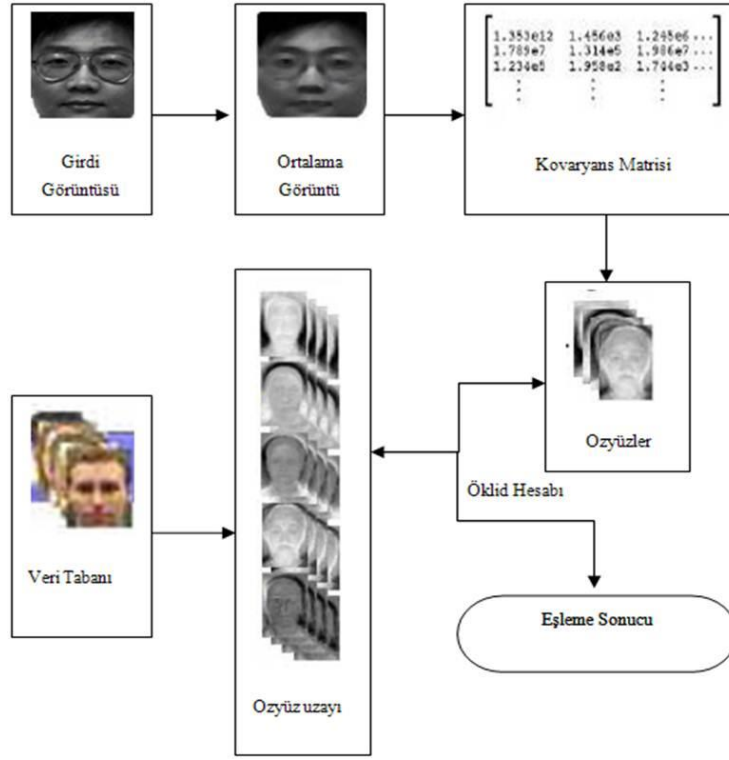 1.353e12 1.456e3 1.245e6 ...
1.789e7 1.314e5 1.986e7 ...
1.234e5 1.958e2 1.744e3 ...
Girdi
Görüntüsü
Ortalama
Görüntü
Kovaryans Matrisi
Ozyüzler
Öklid Hesabı
Veri Tabanı
Eşleme Sonucu
Ozyüz uzayı